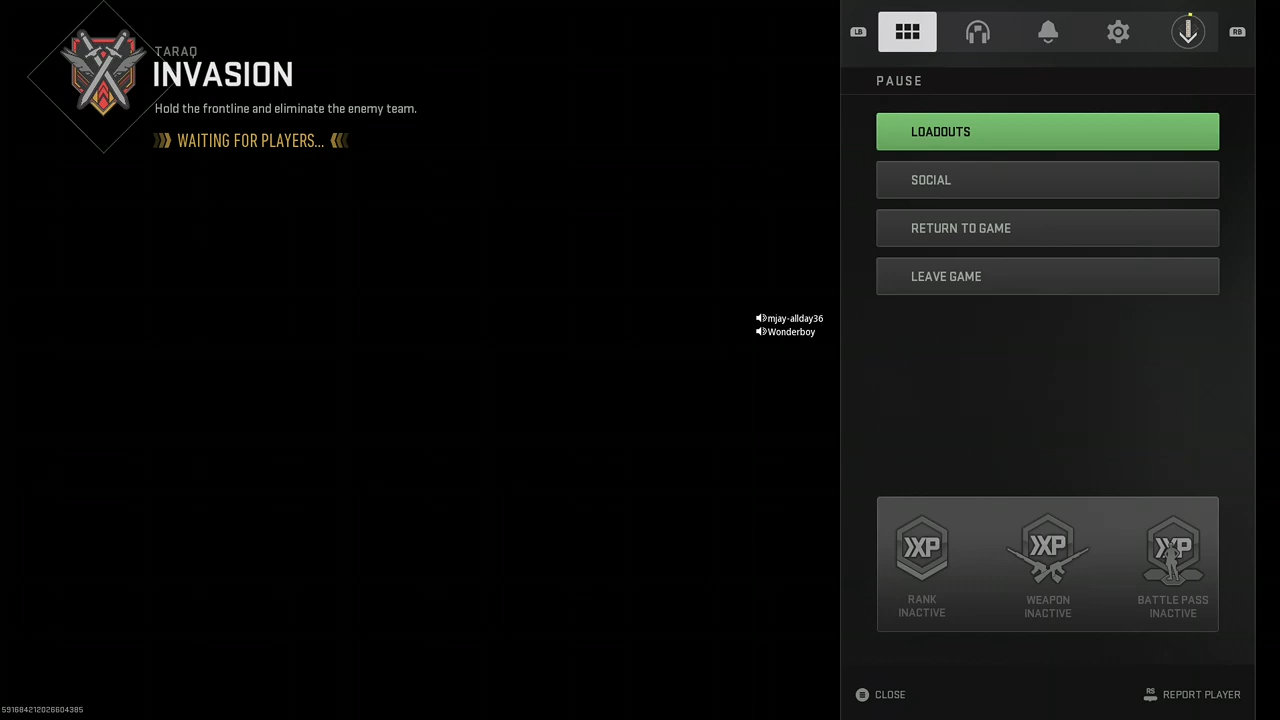 TARAQ
INVASION
Hold the frontline and eliminate the enemy team.
WAITING FOR PLAYERS...
LB
RB
PAUSE
LOADOUTS
SOCIAL
RETURN TO GAME
LEAVE GAME
mjay-allday36
Wonderboy
XP
XP
XP
RANK
INACTIVE
WEAPON
INACTIVE
BATTLE PASS
INACTIVE
CLOSE
RS
REPORT PLAYER
591684212026604385